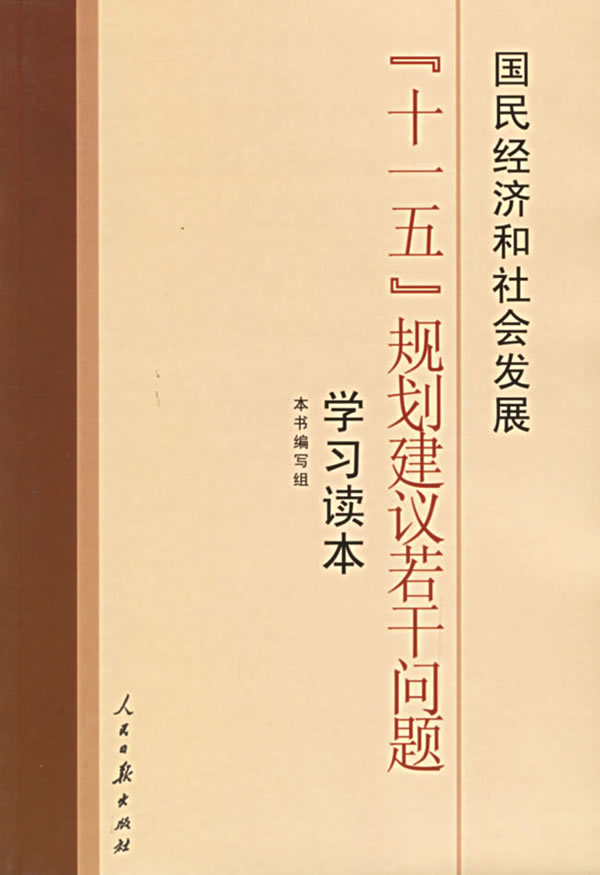 国民经济和社会发展
『十一五』规划建议若干问题
学习读本
本书编写组
人民日报出版社